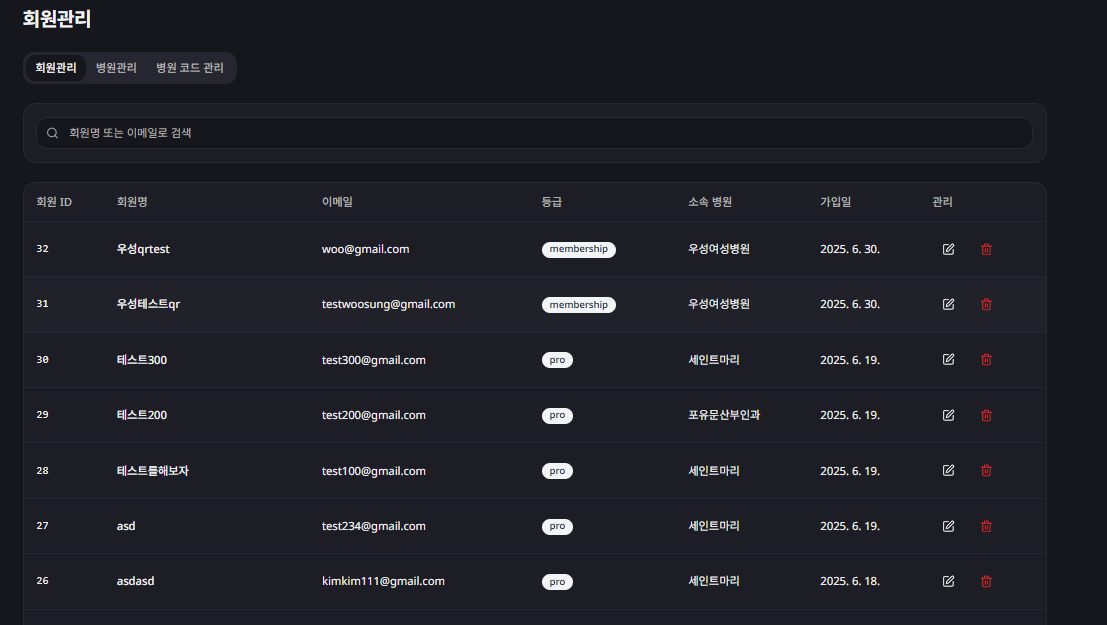 회원관리
회원관리 병원관리 병원 코드 관리
회원명 또는 이메일로 검색
회원 ID 회원명 이메일 등급 소속 병원 가입일 관리
32 우성qrtest woo@gmail.com membership 우성여성병원 2025. 6. 30.
31 우성테스트qr testwoosung@gmail.com membership 우성여성병원 2025. 6. 30.
30 테스트300 test300@gmail.com pro 세인트마리 2025. 6. 19.
29 테스트200 test200@gmail.com pro 포유문산부인과 2025. 6. 19.
28 테스트를해보자 test100@gmail.com pro 세인트마리 2025. 6. 19.
27 asd test234@gmail.com pro 세인트마리 2025. 6. 19.
26 asdasd kimkim111@gmail.com pro 세인트마리 2025. 6. 18.